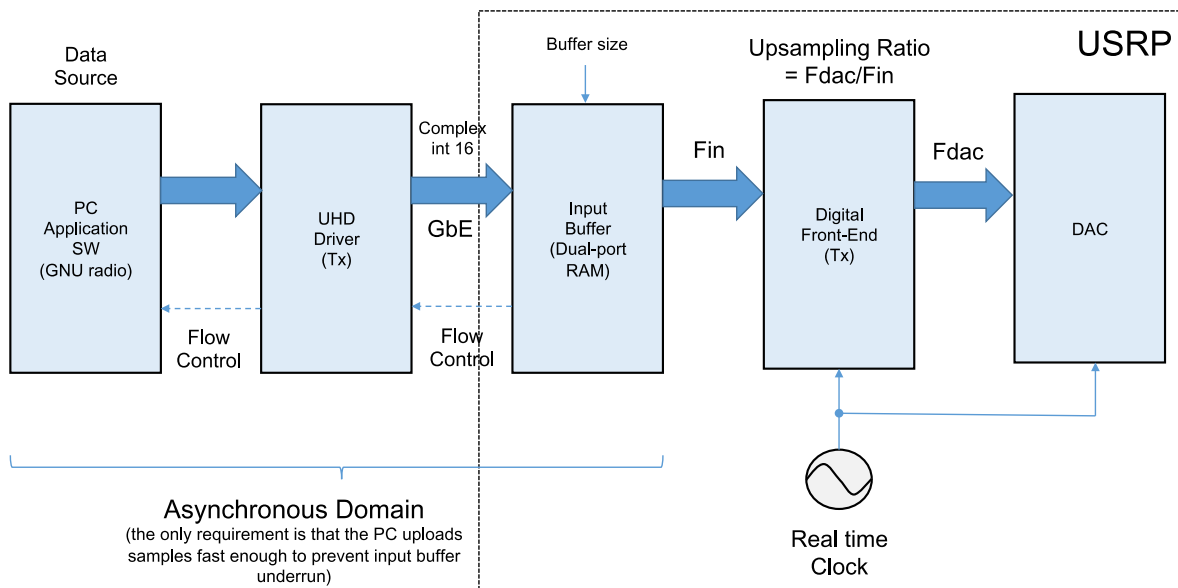 USRP
Data
Source
Buffer size
Upsampling Ratio
= Fdac/Fin
PC
Application
SW
(GNU radio)
UHD
Driver
(Tx)
Complex
int 16
GbE
Input
Buffer
(Dual-port
RAM)
Fin
Digital
Front-End
(Tx)
Fdac
DAC
Flow
Control
Flow
Control
Asynchronous Domain
(the only requirement is that the PC uploads
samples fast enough to prevent input buffer
underrun)
Real time
Clock